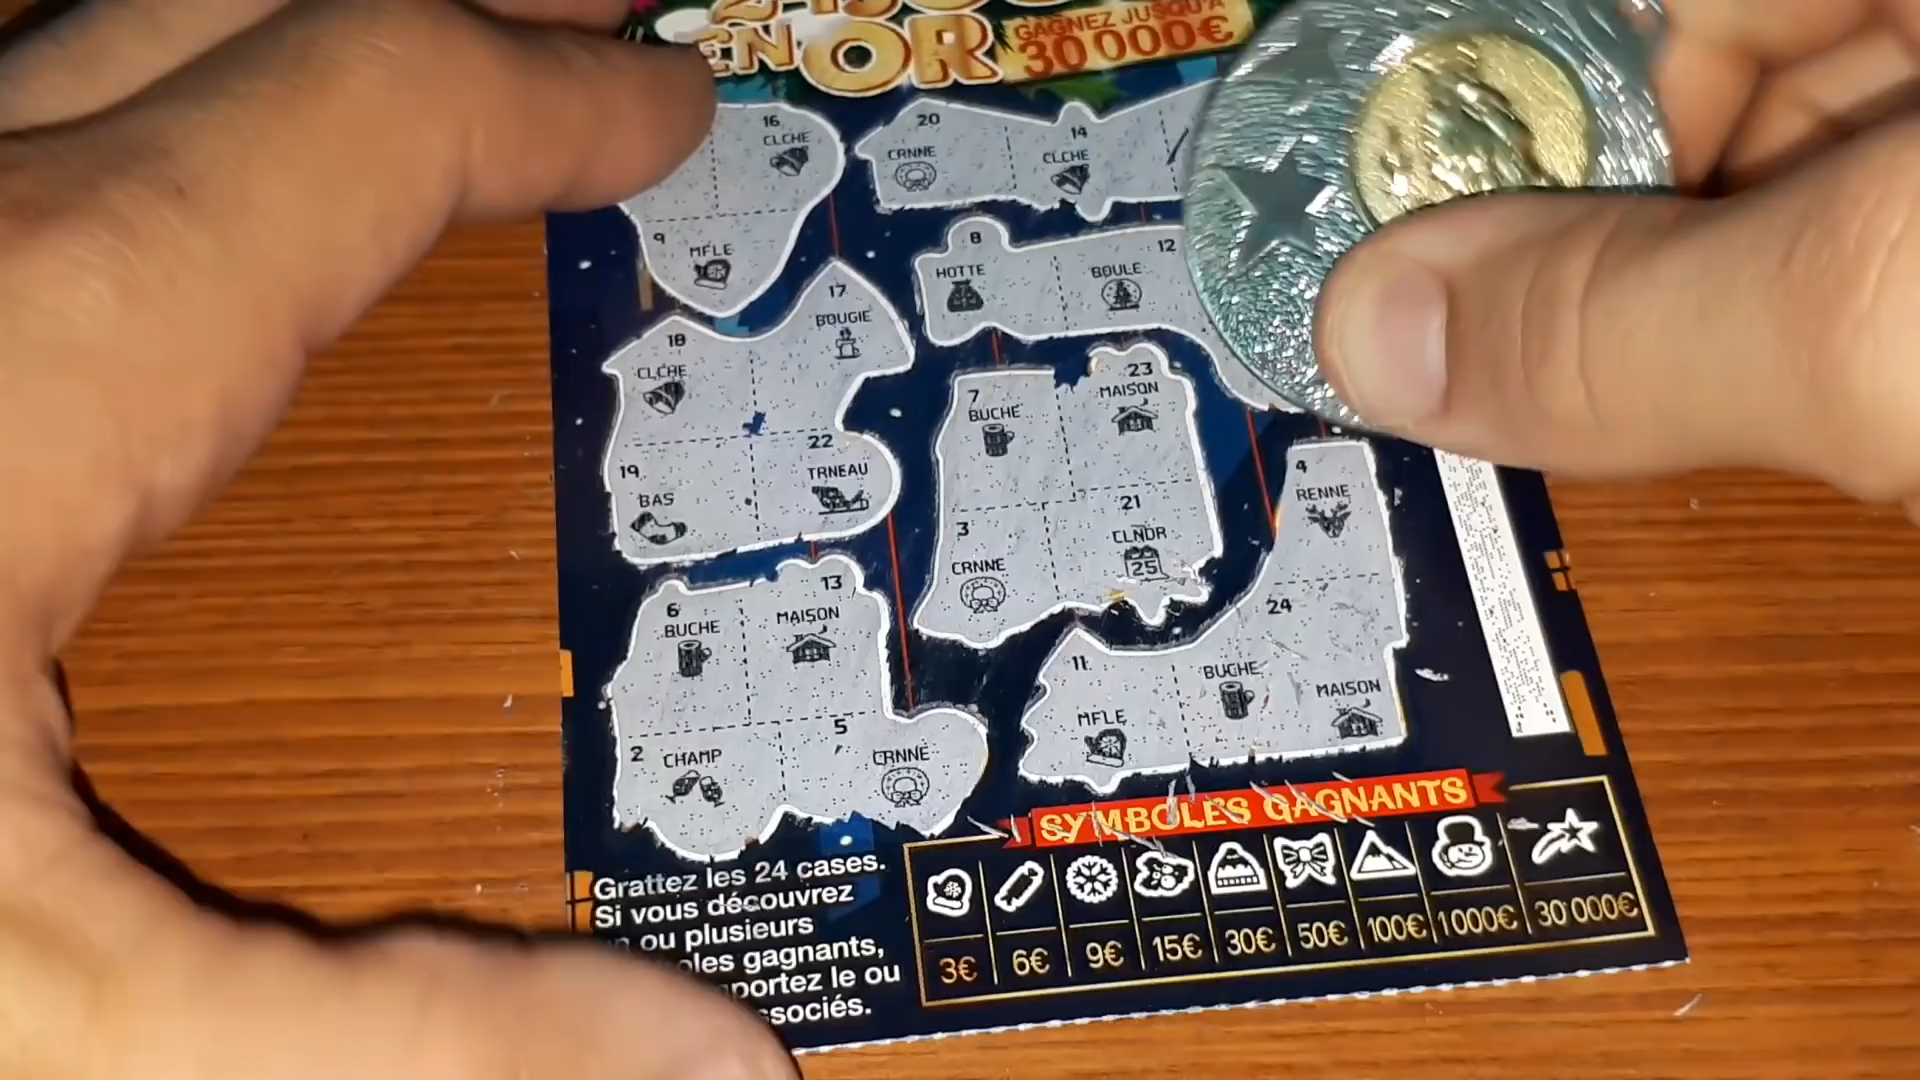 EN OR
GAGNEZ JUSQU'À
30 000€
16
CLCHE
9
MFLE
20
CRNNE
14
CLCHE
8
HOTTE
12
BOULE
17
BOUGIE
18
CLCHE
19
BAS
22
TRNEAU
7
BUCHE
23
MAISON
3
CRNNE
21
CLNDR
25
4
RENNE
24
MAISON
11
MFLE
BUCHE
6
BUCHE
13
MAISON
2
CHAMP
5
CRNNE
SYMBOLES GAGNANTS
3€ 6€ 9€ 15€ 30€ 50€ 100€ 1000€ 30 000€
Grattez les 24 cases.
Si vous découvrez
ou plusieurs
gagnants,
le ou